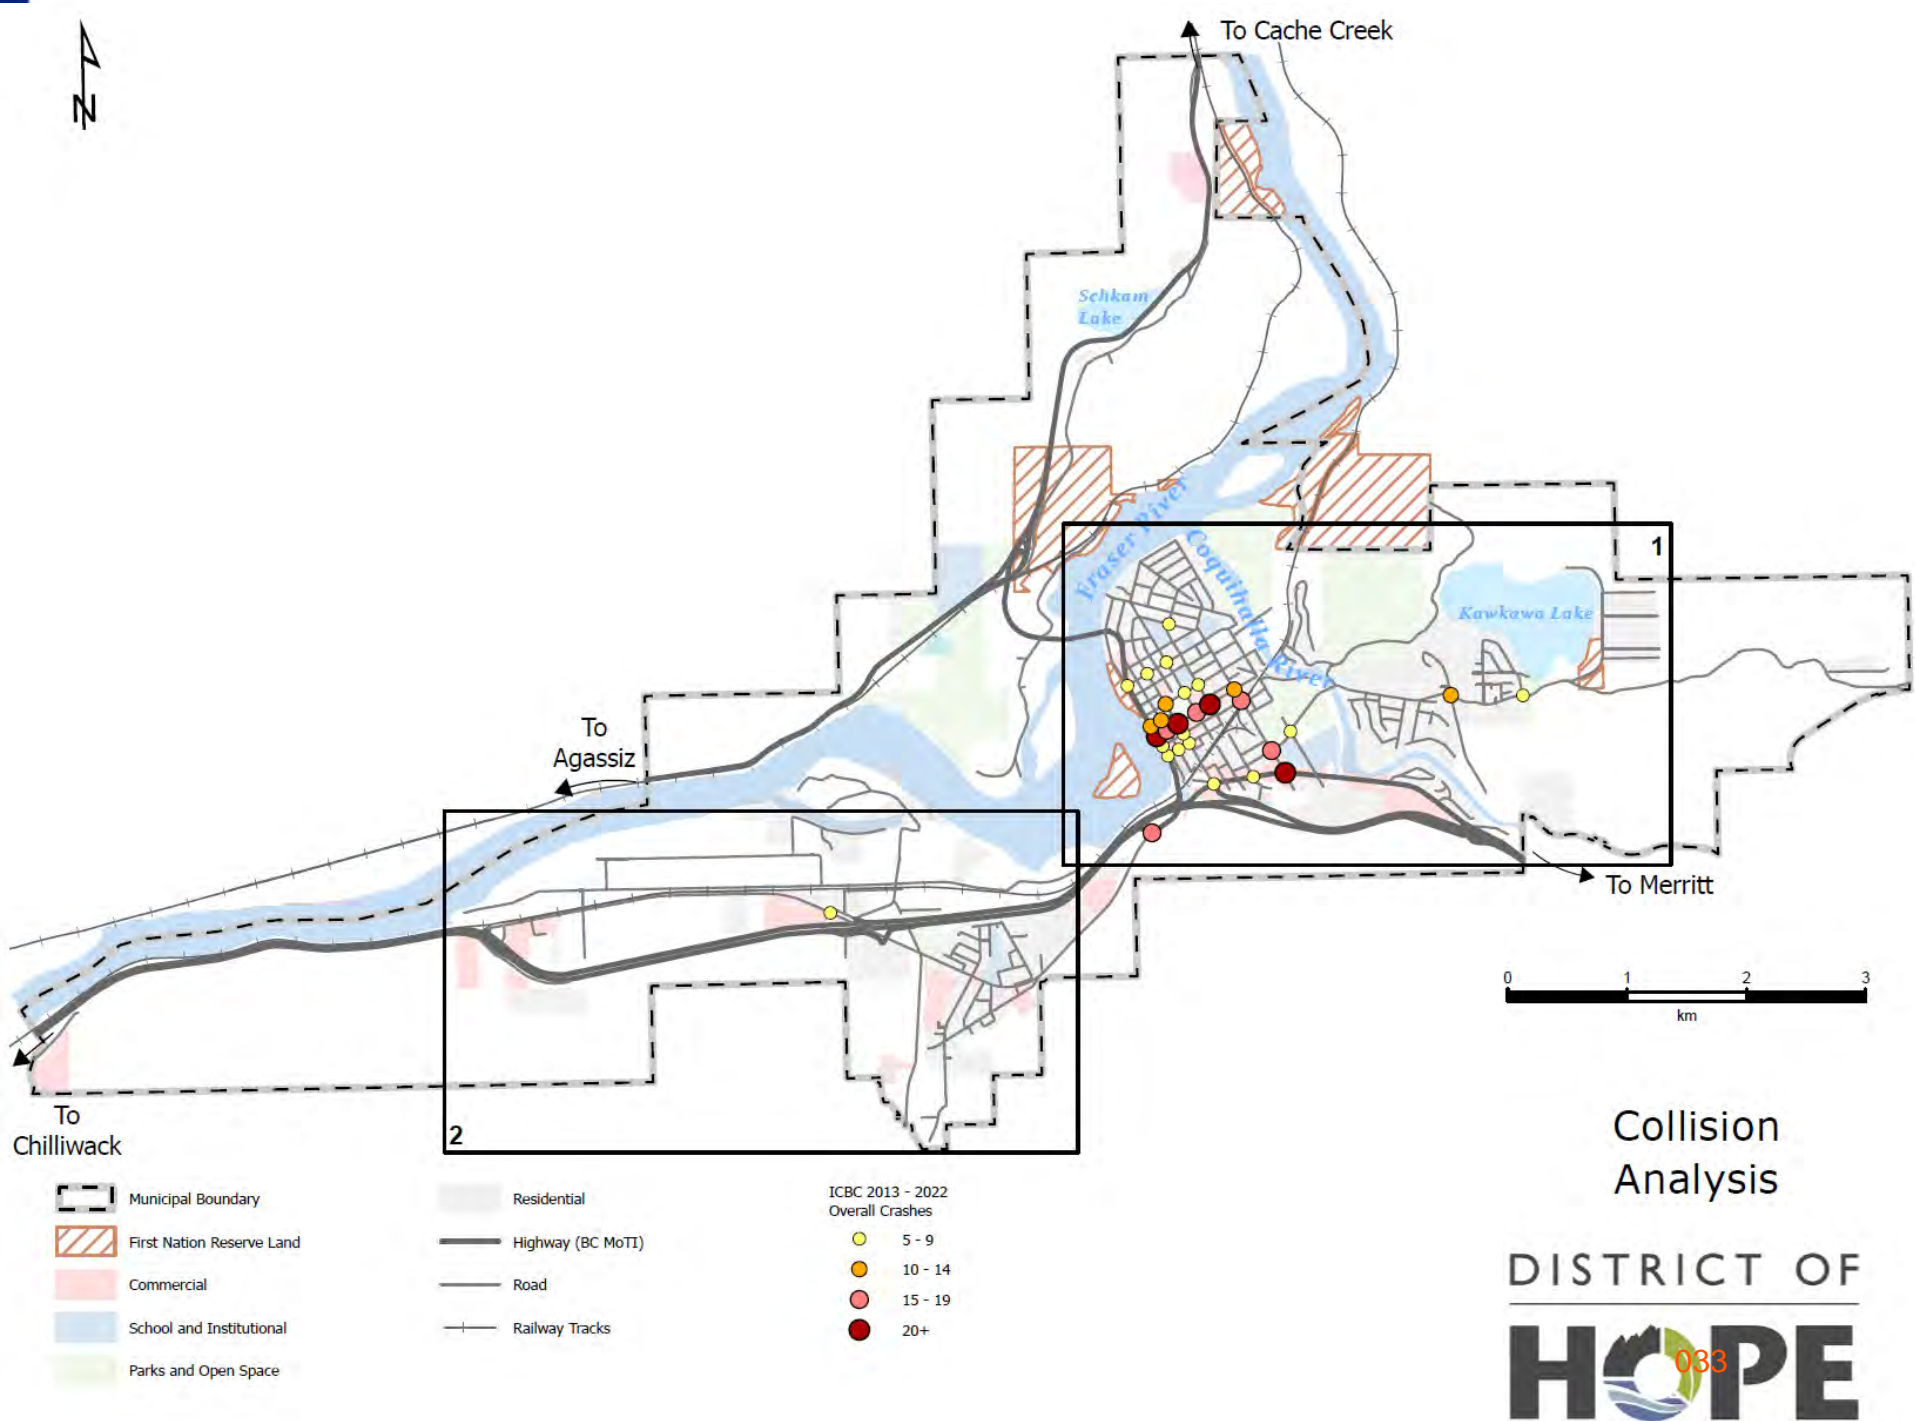 To Cache Creek
N
Schkam
Lake
Fraser River
Coquihalla River
1
Kawkawa Lake
To
Agassiz
To Merritt
0 1 2 3
km
2
To
Chilliwack
Collision
Analysis
Municipal Boundary
First Nation Reserve Land
Commercial
School and Institutional
Parks and Open Space
Residential
Highway (BC MoTI)
Road
Railway Tracks
ICBC 2013 - 2022
Overall Crashes
5 - 9
10 - 14
15 - 19
20+
DISTRICT OF
HOPE
033